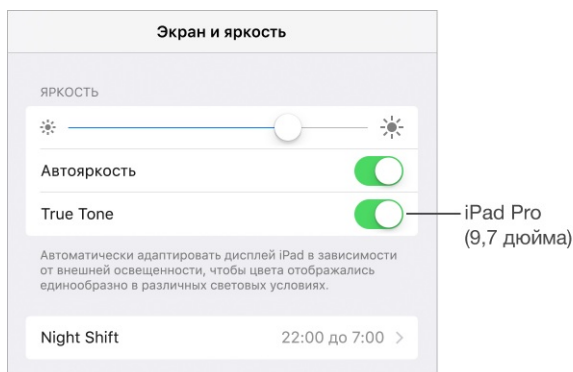 Экран и яркость
ЯРКОСТЬ
Автояркость
True Tone
iPad Pro
(9,7 дюйма)
Автоматически адаптировать дисплей iPad в зависимости
от внешней освещенности, чтобы цвета отображались
единообразно в различных световых условиях.
Night Shift 22:00 до 7:00